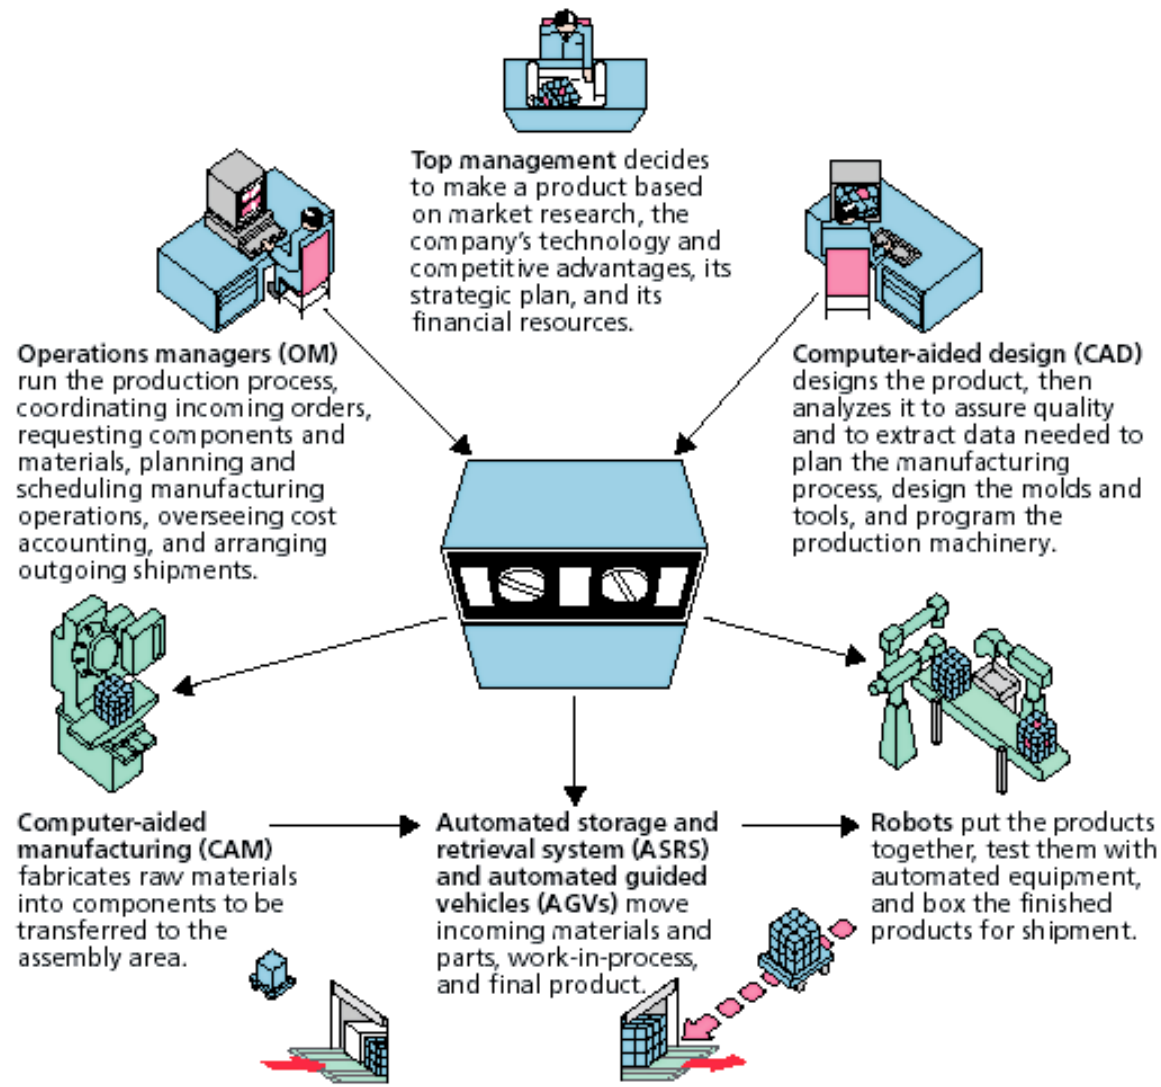 Top management decides
to make a product based
on market research, the
company's technology and
competitive advantages, its
strategic plan, and its
financial resources.
Operations managers (OM)
run the production process,
coordinating incoming orders,
requesting components and
materials, planning and
scheduling manufacturing
operations, overseeing cost
accounting, and arranging
outgoing shipments.
Computer-aided design (CAD)
designs the product, then
analyzes it to assure quality
and to extract data needed to
plan the manufacturing
process, design the molds and
tools, and program the
production machinery.
Computer-aided
manufacturing (CAM)
fabricates raw materials
into components to be
transferred to the
assembly area.
Automated storage and
retrieval system (ASRS)
and automated guided
vehicles (AGVs) move
incoming materials and
parts, work-in-process,
and final product.
Robots put the products
together, test them with
automated equipment,
and box the finished
products for shipment.